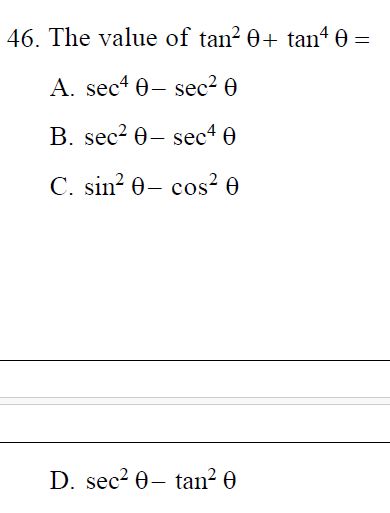 46. The value of tan² θ+ tan⁴ θ =
A. sec⁴ θ– sec² θ
B. sec² θ– sec⁴ θ
C. sin² θ– cos² θ
D. sec² θ– tan² θ